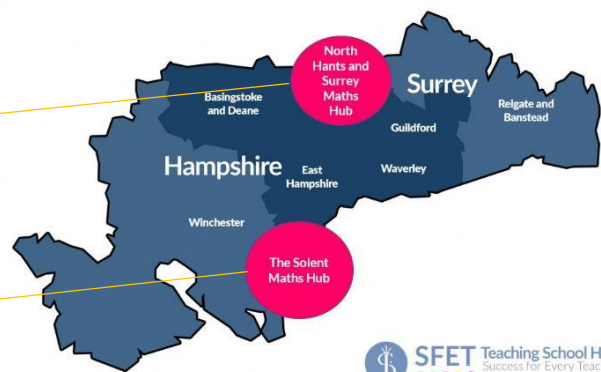 North
Hants and
Surrey
Maths
Hub
Surrey
Basingstoke
and Deane
Reigate and
Banstead
Guildford
Hampshire
East
Hampshire
Waverley
Winchester
The Solent
Maths Hub
SFET Teaching School H
Success for Every Teac